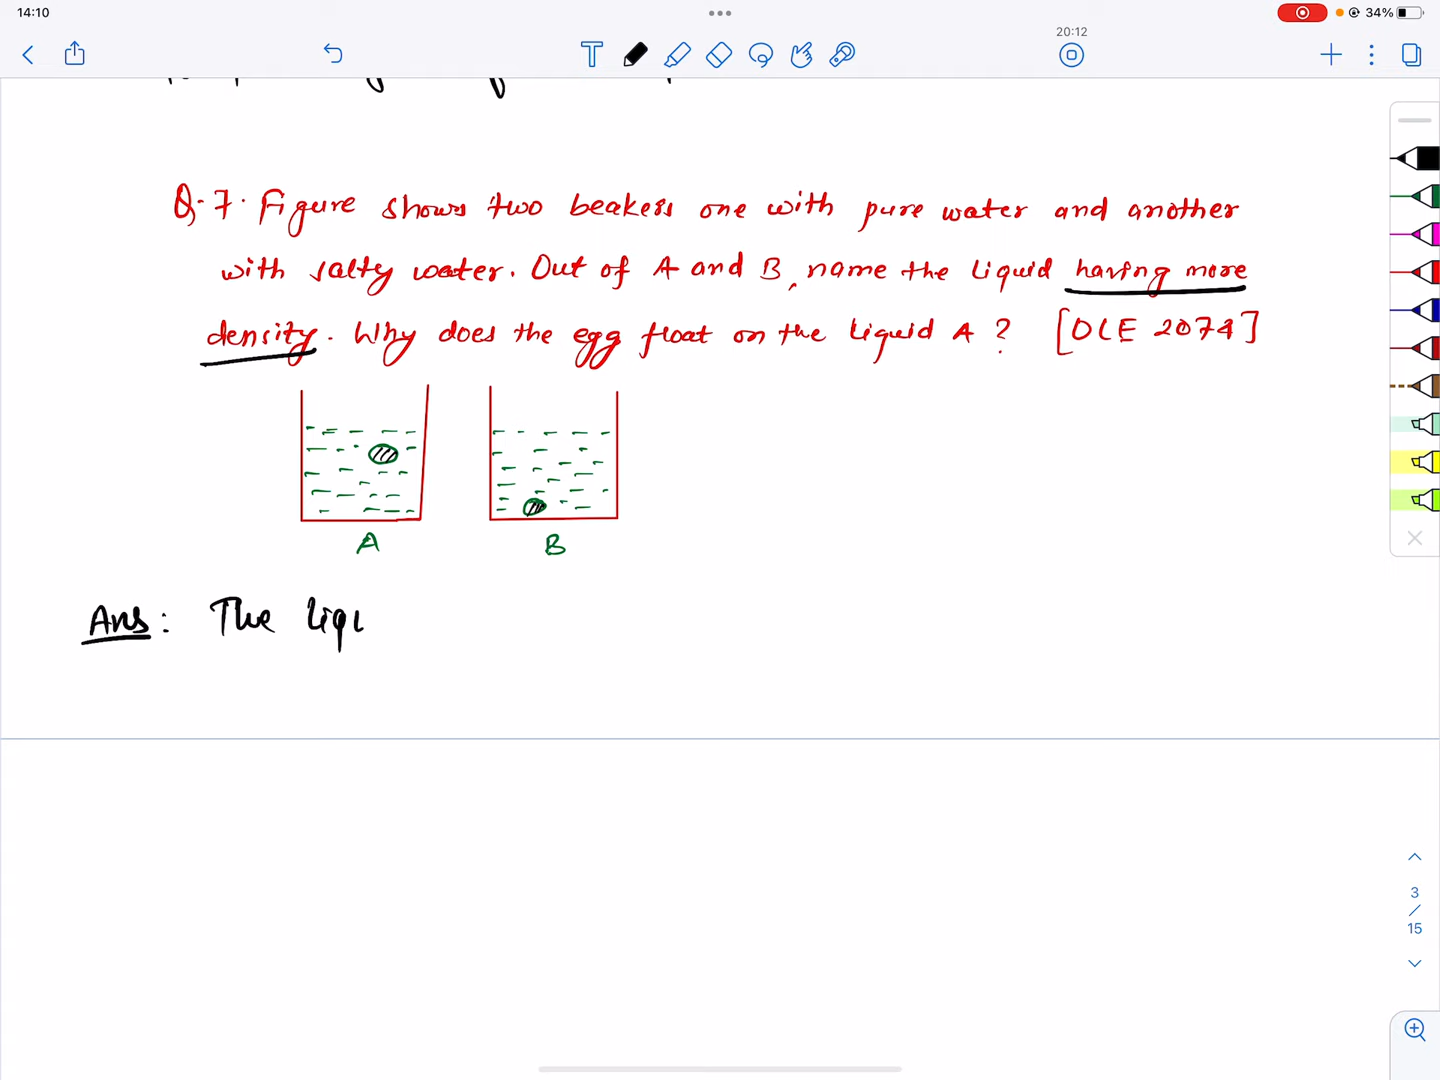 14:10
34%
20:12
Q.7. Figure shows two beakers one with pure water and another
with salty water. Out of A and B, name the liquid having more
density. Why does the egg float on the liquid A ? [DLE 2074]
A B
Ans: The liqu
3
/
15